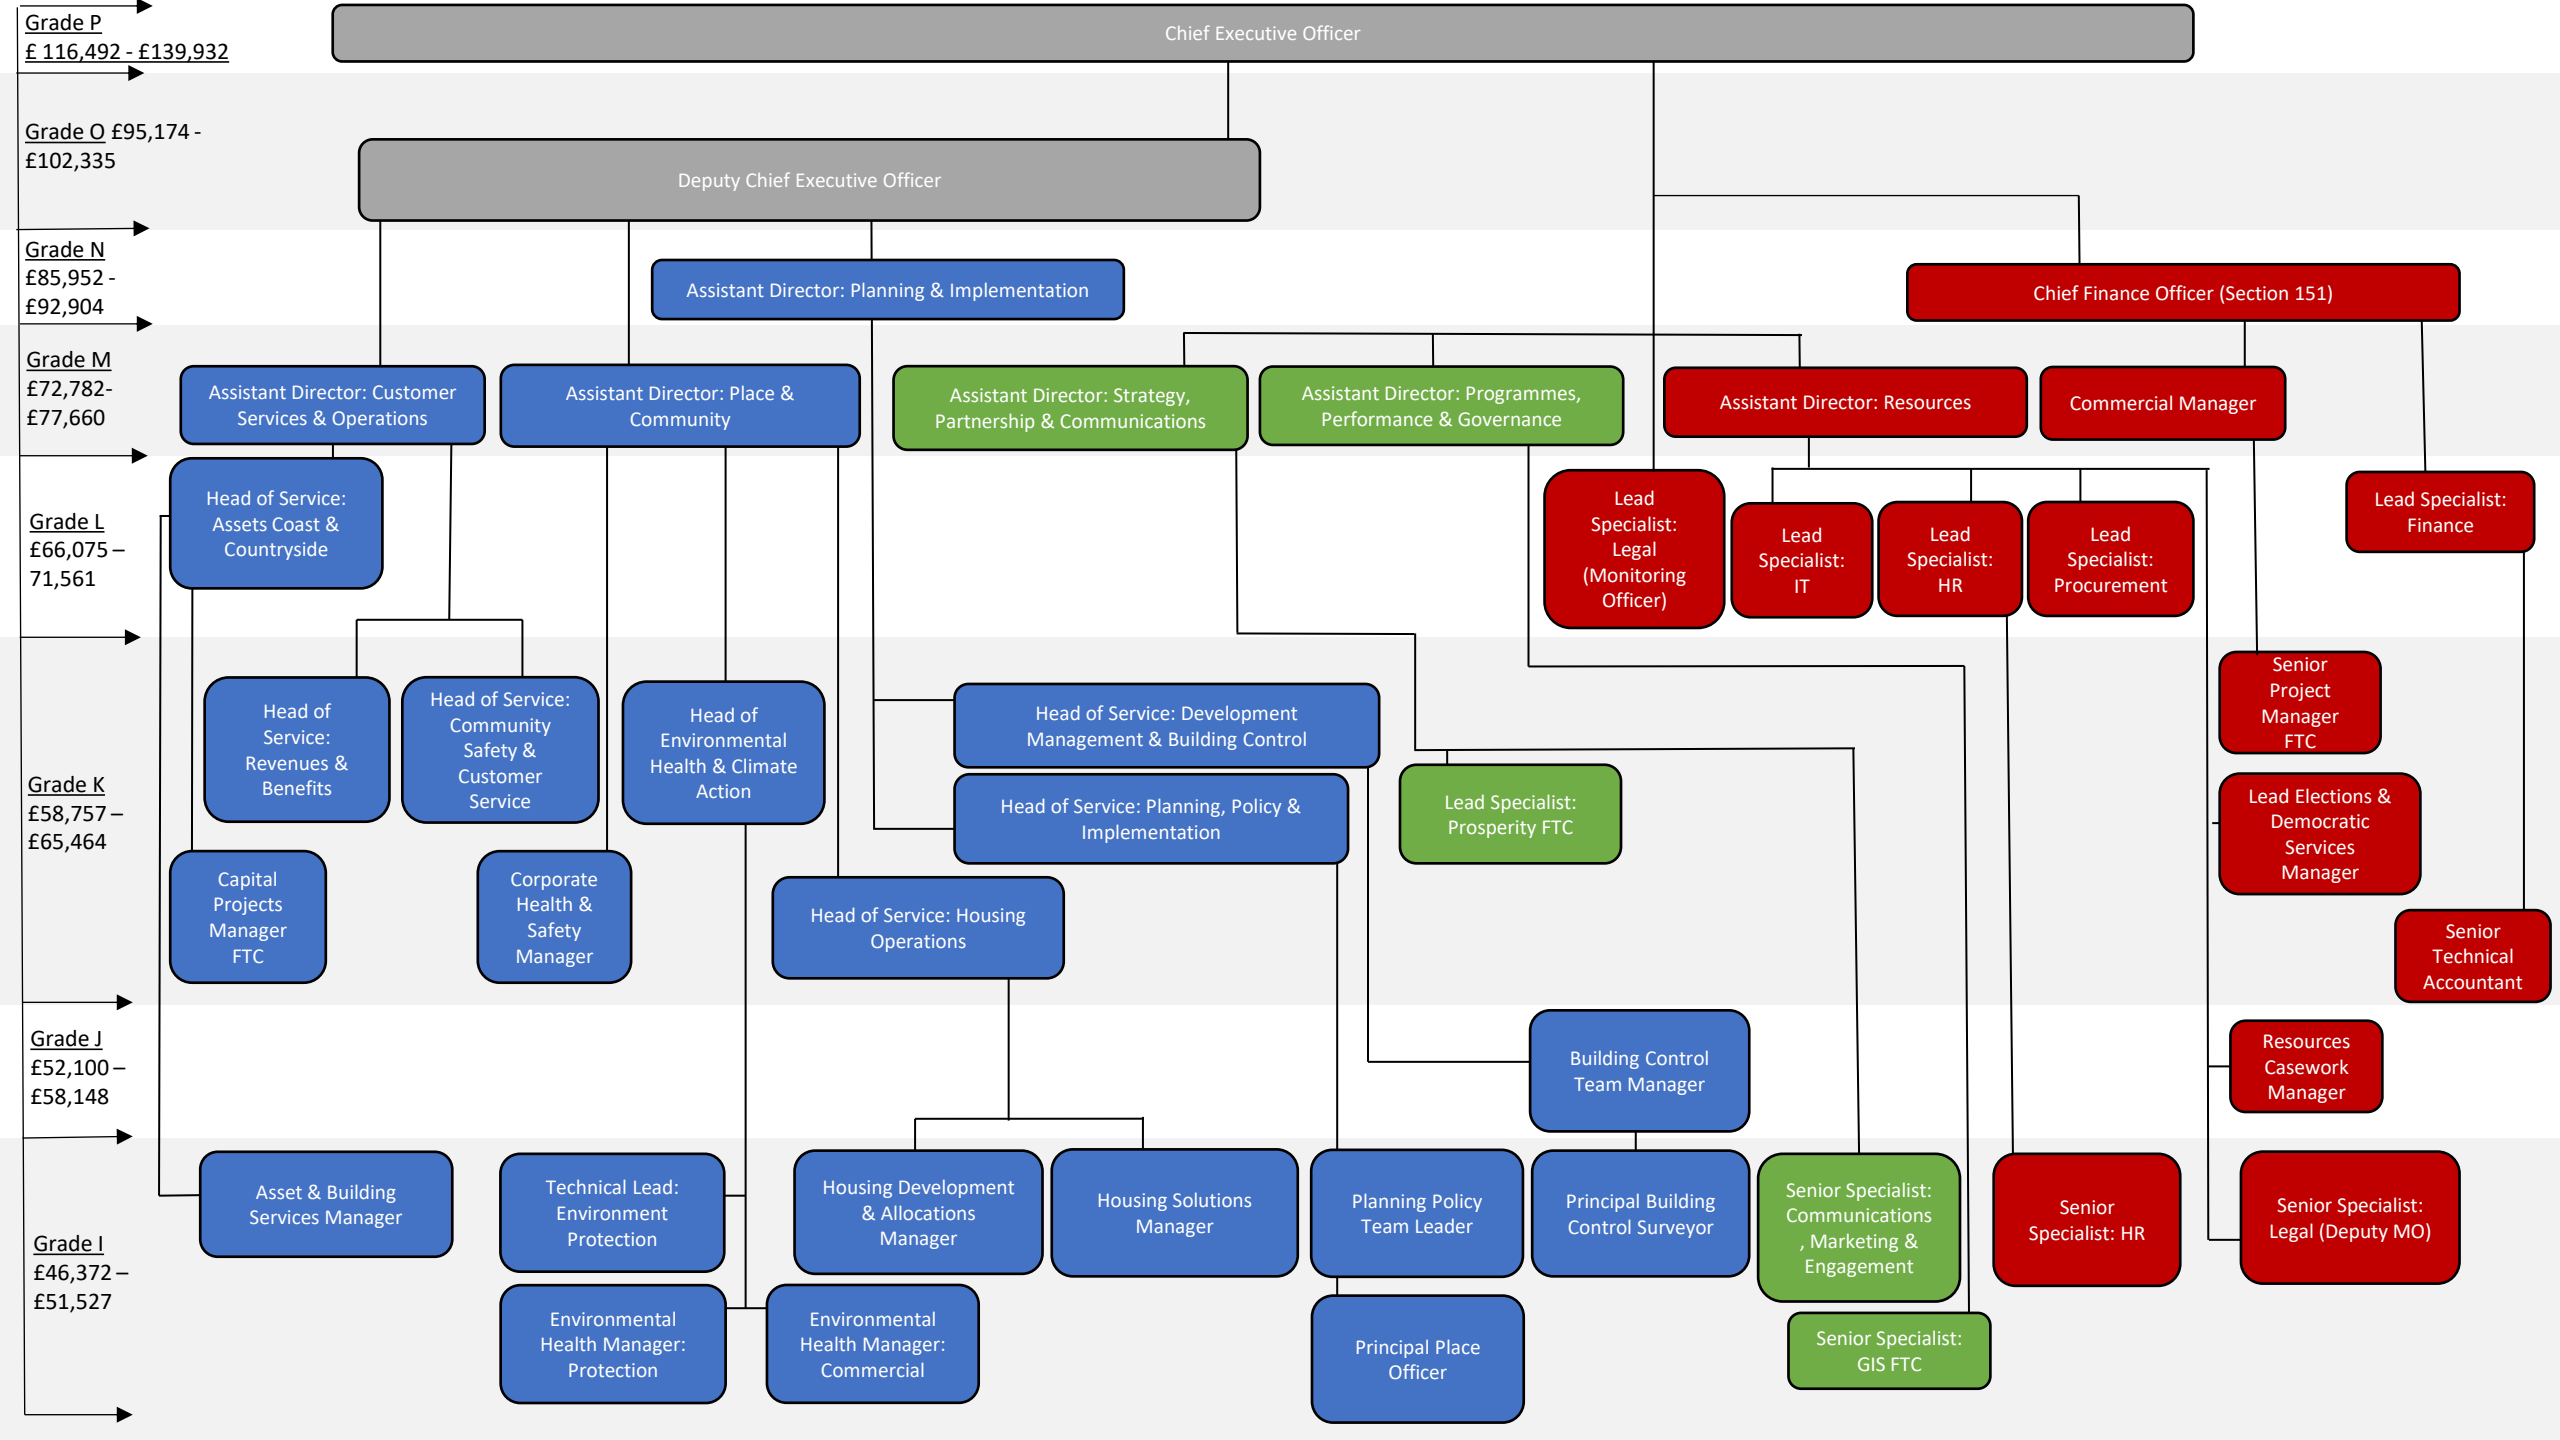 Grade P
£ 116,492 - £139,932
Chief Executive Officer
Grade O £95,174 -
£102,335
Deputy Chief Executive Officer
Grade N
£85,952 -
£92,904
Assistant Director: Planning & Implementation
Chief Finance Officer (Section 151)
Grade M
£72,782-
£77,660
Assistant Director: Customer
Services & Operations
Assistant Director: Place &
Community
Assistant Director: Strategy,
Partnership & Communications
Assistant Director: Programmes,
Performance & Governance
Assistant Director: Resources
Commercial Manager
Grade L
£66,075 –
71,561
Head of Service:
Assets Coast &
Countryside
Lead
Specialist:
Legal
(Monitoring
Officer)
Lead
Specialist:
IT
Lead
Specialist:
HR
Lead
Specialist:
Procurement
Lead Specialist:
Finance
Grade K
£58,757 –
£65,464
Head of
Service:
Revenues &
Benefits
Head of Service:
Community
Safety &
Customer
Service
Head of
Environmental
Health & Climate
Action
Head of Service: Development
Management & Building Control
Head of Service: Planning, Policy &
Implementation
Lead Specialist:
Prosperity FTC
Senior
Project
Manager
FTC
Lead Elections &
Democratic
Services
Manager
Capital
Projects
Manager
FTC
Corporate
Health &
Safety
Manager
Head of Service: Housing
Operations
Senior
Technical
Accountant
Grade J
£52,100 –
£58,148
Building Control
Team Manager
Resources
Casework
Manager
Grade I
£46,372 –
£51,527
Asset & Building
Services Manager
Technical Lead:
Environment
Protection
Housing Development
& Allocations
Manager
Housing Solutions
Manager
Planning Policy
Team Leader
Principal Building
Control Surveyor
Senior Specialist:
Communications
, Marketing &
Engagement
Senior
Specialist: HR
Senior Specialist:
Legal (Deputy MO)
Environmental
Health Manager:
Protection
Environmental
Health Manager:
Commercial
Principal Place
Officer
Senior Specialist:
GIS FTC